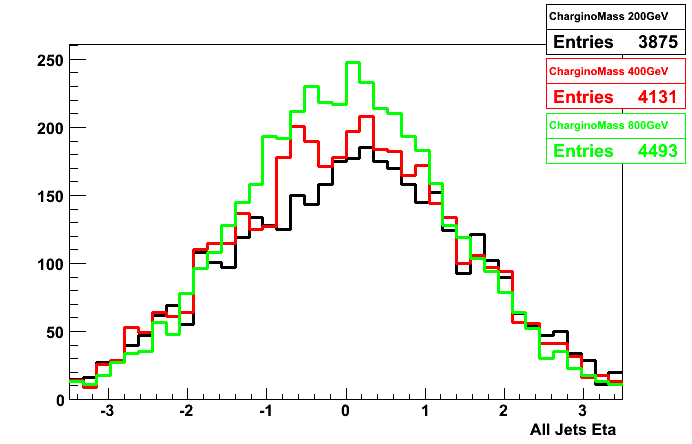 CharginoMass 200GeV
Entries 3875
CharginoMass 400GeV
Entries 4131
CharginoMass 800GeV
Entries 4493
250
200
150
100
50
0
-3 -2 -1 0 1 2 3
All Jets Eta